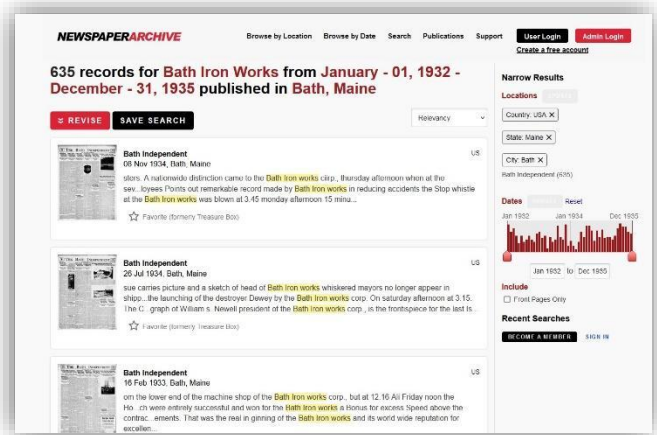 NEWSPAPERARCHIVE
Browse by Location Browse by Date Search Publications Support User Login Admin Login
Create a free account
635 records for Bath Iron Works from January - 01, 1932 -
December - 31, 1935 published in Bath, Maine
REVISE SAVE SEARCH Relevancy
Bath Independent US
08 Nov 1934, Bath, Maine
stors. A nationwide distinction came to the Bath Iron works ciirp., thursday afternoon when at the
sev...loyees Points out remarkable record made by Bath Iron works in reducing accidents the Stop whistle
at the Bath Iron works was blown at 3.45 monday afternoon 15 minu...
Favorite (formerly Treasure Box)
Bath Independent US
26 Jul 1934, Bath, Maine
sue carries picture and a sketch of head of Bath Iron works whiskered mayors no longer appear in
shipp...the launching of the destroyer Dewey by the Bath Iron works corp. On saturday afternoon at 3.15.
The C...graph of William s. Newell president of the Bath Iron works corp., is the frontspiece for the last Is..
Favorite (formerly Treasure Box)
Bath Independent US
16 Feb 1933, Bath, Maine
om the lower end of the machine shop of the Bath Iron works corp., but at 12.16 All Friday noon the
Ho...ch were entirely successful and won for the Bath Iron works a Bonus for excess Speed above the
contrac...ements. That was the real in ginning of the Bath Iron works and its world wide reputation for
excellen...
Narrow Results
Locations
Country: USA X
State: Maine X
City: Bath X
Bath Independent (635)
Dates Reset
Jan 1932 Jan 1934 Dec 1935
Jan 1932 to Dec 1935
Include
Front Pages Only
Recent Searches
BECOME A MEMBER SIGN IN